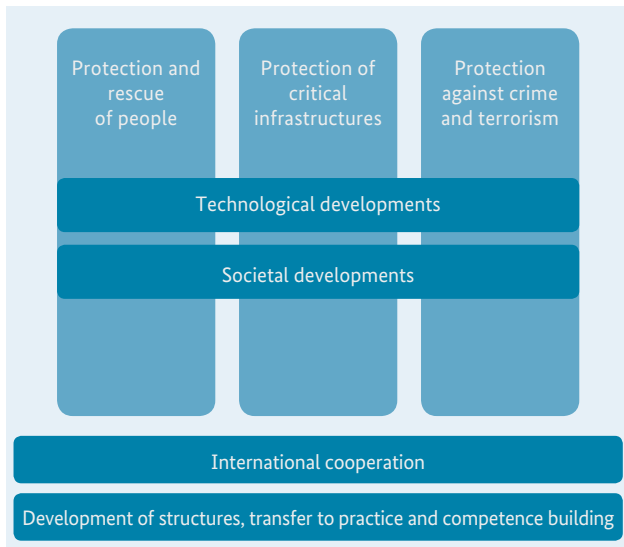 Protection and
rescue
of people
Protection of
critical
infrastructures
Protection
against crime
and terrorism
Technological developments
Societal developments
International cooperation
Development of structures, transfer to practice and competence building